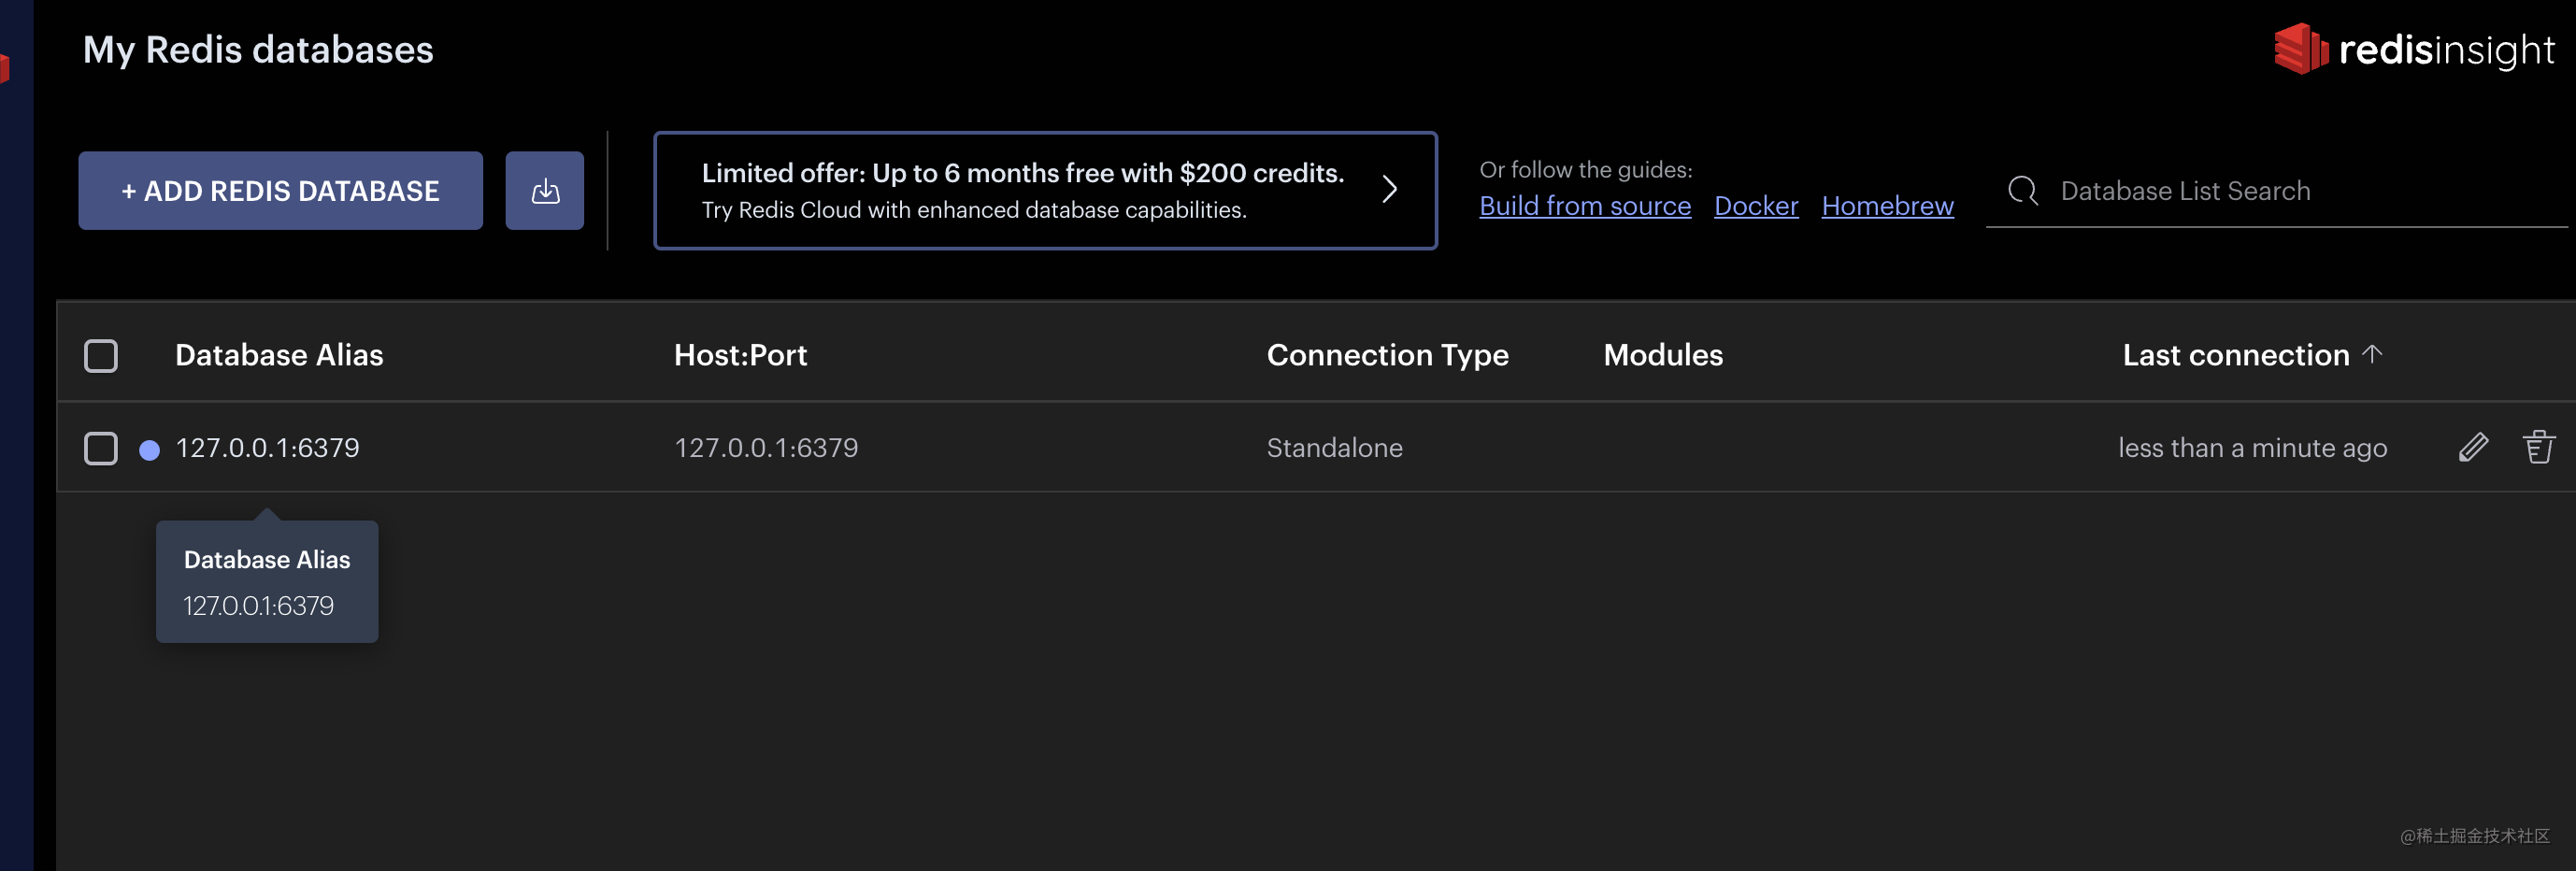 My Redis databases
redisinsight
+ ADD REDIS DATABASE
Limited offer: Up to 6 months free with $200 credits.
Try Redis Cloud with enhanced database capabilities.
Or follow the guides:
Build from source Docker Homebrew
Database List Search
Database Alias Host:Port Connection Type Modules Last connection
127.0.0.1:6379 127.0.0.1:6379 Standalone less than a minute ago
Database Alias
127.0.0.1:6379
@稀土掘金技术社区